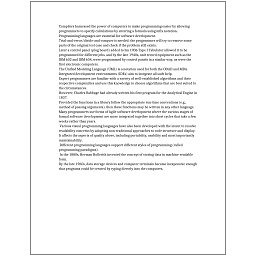 Compilers harnessed the power of computers to make programming easier by allowing
programmers to specify calculations by entering a formula using infix notation.
Programming languages are essential for software development.
Trial-and-error/divide-and-conquer is needed: the programmer will try to remove some
parts of the original test case and check if the problem still exists.
Later a control panel (plug board) added to his 1906 Type I Tabulator allowed it to be
programmed for different jobs, and by the late 1940s, unit record equipment such as the
IBM 602 and IBM 604, were programmed by control panels in a similar way, as were the
first electronic computers.
The Unified Modeling Language (UML) is a notation used for both the OOAD and MDA.
Integrated development environments (IDEs) aim to integrate all such help.
Expert programmers are familiar with a variety of well-established algorithms and their
respective complexities and use this knowledge to choose algorithms that are best suited to
the circumstances.
However, Charles Babbage had already written his first program for the Analytical Engine in
1837.
Provided the functions in a library follow the appropriate run-time conventions (e.g.,
method of passing arguments), then these functions may be written in any other language.
Many programmers use forms of Agile software development where the various stages of
formal software development are more integrated together into short cycles that take a few
weeks rather than years.
Various visual programming languages have also been developed with the intent to resolve
readability concerns by adopting non-traditional approaches to code structure and display.
It affects the aspects of quality above, including portability, usability and most importantly
maintainability.
Different programming languages support different styles of programming (called
programming paradigms).
In the 1880s, Herman Hollerith invented the concept of storing data in machine-readable
form.
By the late 1960s, data storage devices and computer terminals became inexpensive enough
that programs could be created by typing directly into the computers.